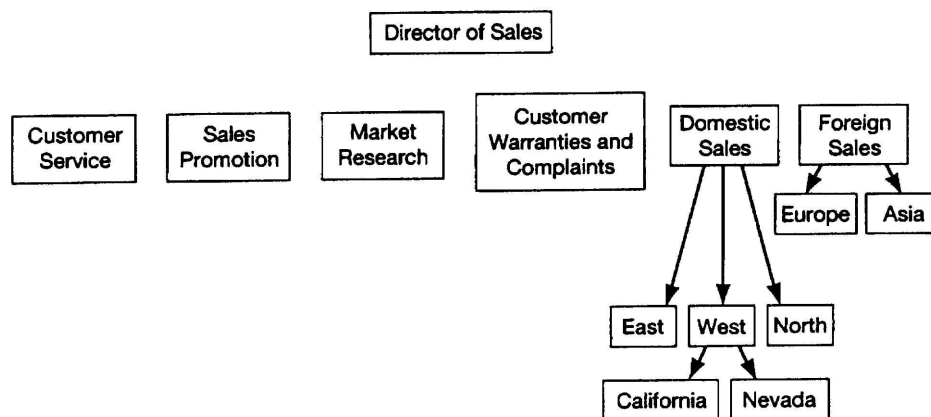 Director of Sales
Customer
Service
Sales
Promotion
Market
Research
Customer
Warranties and
Complaints
Domestic
Sales
Foreign
Sales
Europe
Asia
East
West
North
California
Nevada